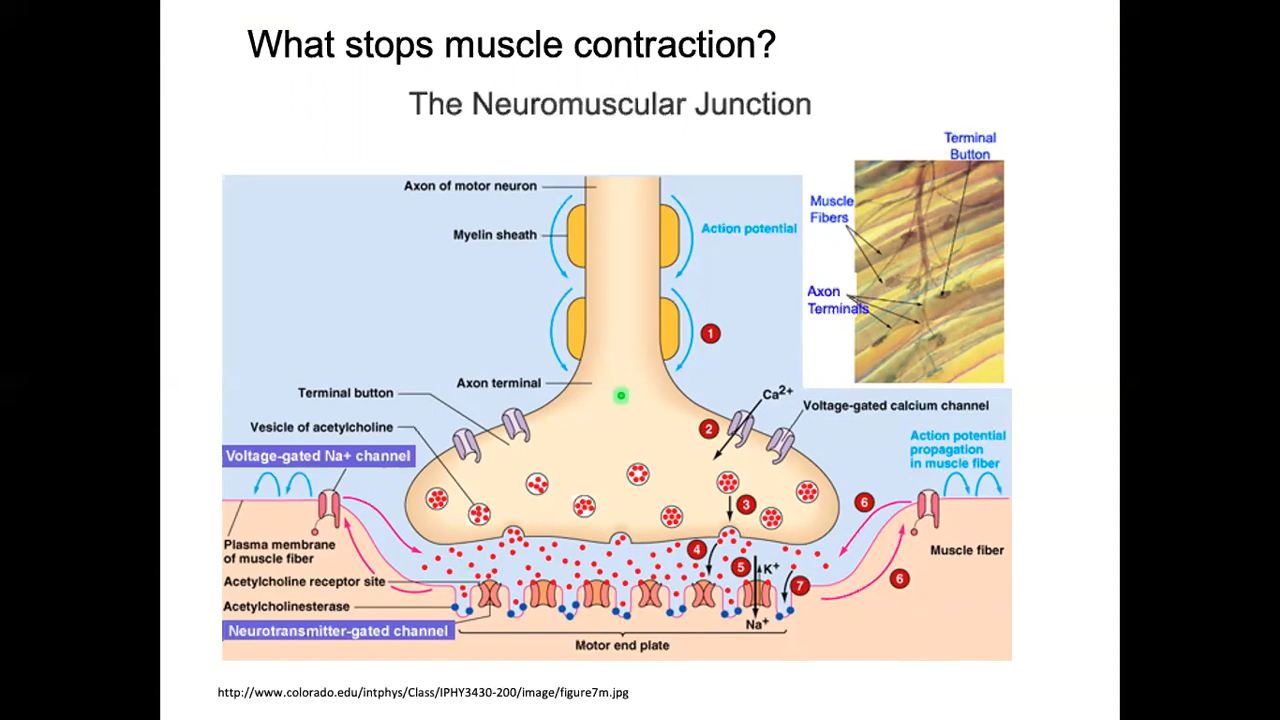 What stops muscle contraction?
The Neuromuscular Junction
Terminal
Button
Muscle
Fibers
Axon
Terminals
Axon of motor neuron
Myelin sheath
Action potential
1
Axon terminal
Terminal button
Ca2+
Voltage-gated calcium channel
Vesicle of acetylcholine
2
Voltage-gated Na+ channel
Action potential
propagation
in muscle fiber
3
6
Plasma membrane
of muscle fiber
4
5
K+
Muscle fiber
Acetylcholine receptor site
7
6
Acetylcholinesterase
Na+
Neurotransmitter-gated channel
Motor end plate
http://www.colorado.edu/intphys/Class/IPHY3430-200/image/figure7m.jpg